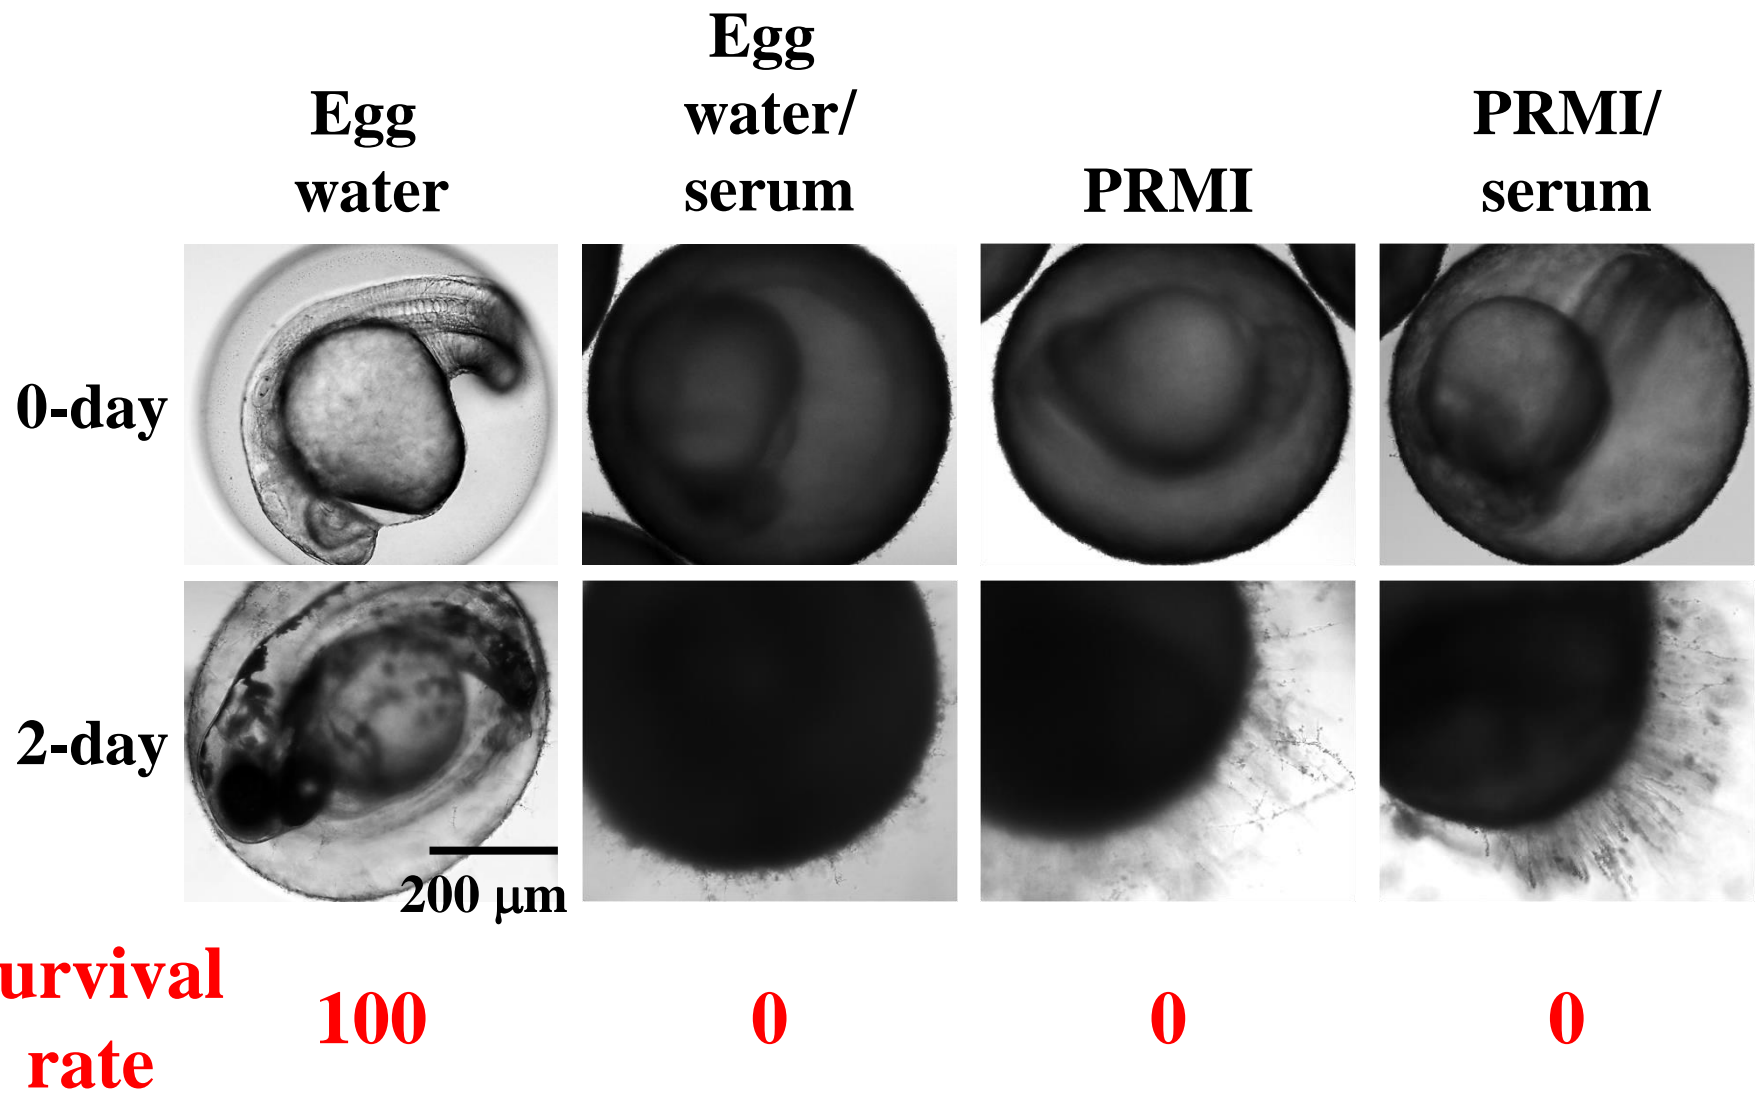 Egg
water
Egg
water/
serum
PRMI
PRMI/
serum
0-day
2-day
200 μm
urvival
rate
100
0
0
0